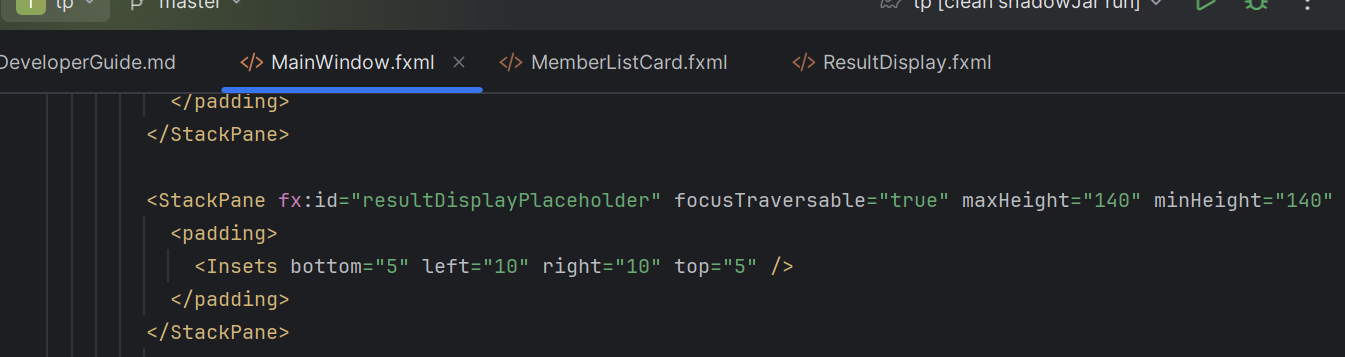 T tp master tp [clean shadowJar run]
DeveloperGuide.md MainWindow.fxml MemberListCard.fxml ResultDisplay.fxml
</padding>
</StackPane>
<StackPane fx:id="resultDisplayPlaceholder" focusTraversable="true" maxHeight="140" minHeight="140"
<padding>
<Insets bottom="5" left="10" right="10" top="5" />
</padding>
</StackPane>